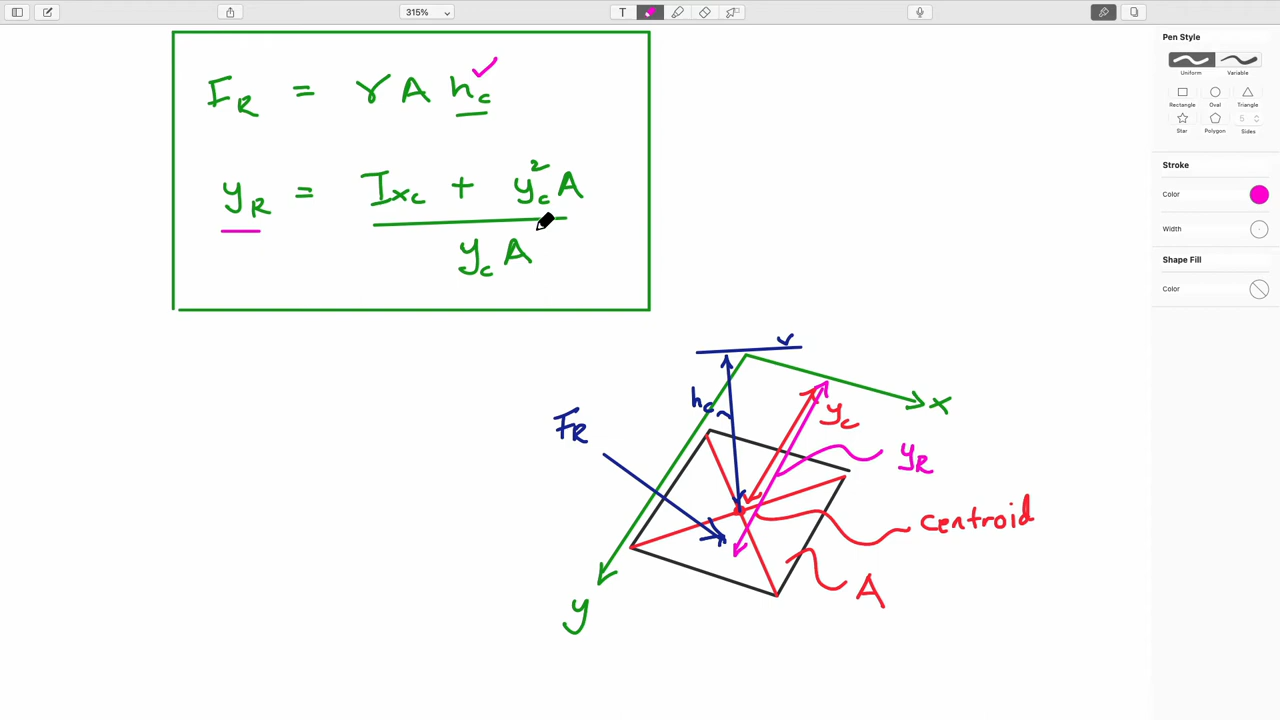 315%
T
Pen Style
Uniform
Variable
Rectangle
Oval
Triangle
Star
Polygon
5
Sides
Stroke
Color
Width
Shape Fill
Color
F_R = γ A h_c ✓
y_R = I_xc + y_c² A
y_c A
h_c
x
y_c
F_R
y_R
centroid
A
y